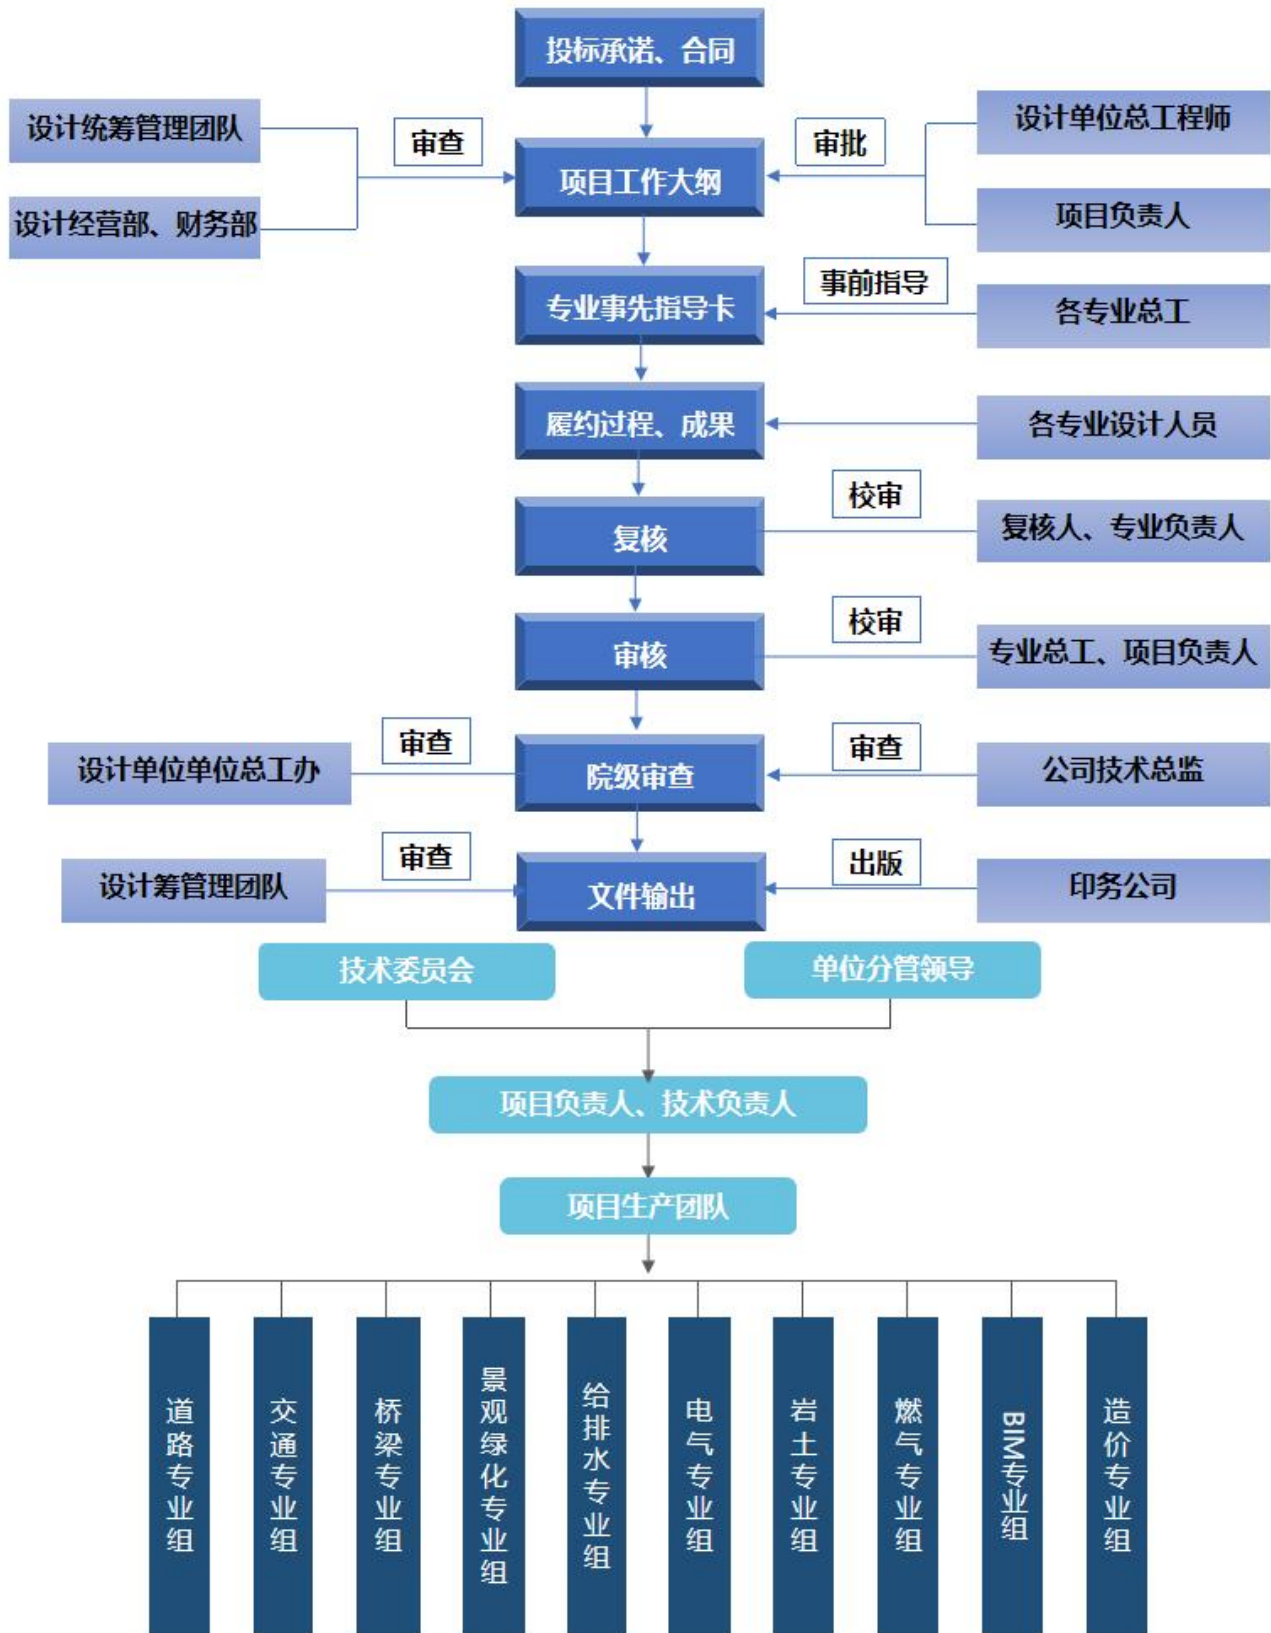 投标承诺、合同
设计统筹管理团队
审查
审批
设计单位总工程师
项目工作大纲
设计经营部、财务部
项目负责人
专业事先指导卡
事前指导
各专业总工
履约过程、成果
各专业设计人员
复核
校审
复核人、专业负责人
审核
校审
专业总工、项目负责人
设计单位单位总工办
审查
院级审查
审查
公司技术总监
设计筹管理团队
审查
文件输出
出版
印务公司
技术委员会
单位分管领导
项目负责人、技术负责人
项目生产团队
道路专业组
交通专业组
桥梁专业组
景观绿化专业组
给排水专业组
电气专业组
岩土专业组
燃气专业组
BIM专业组
造价专业组